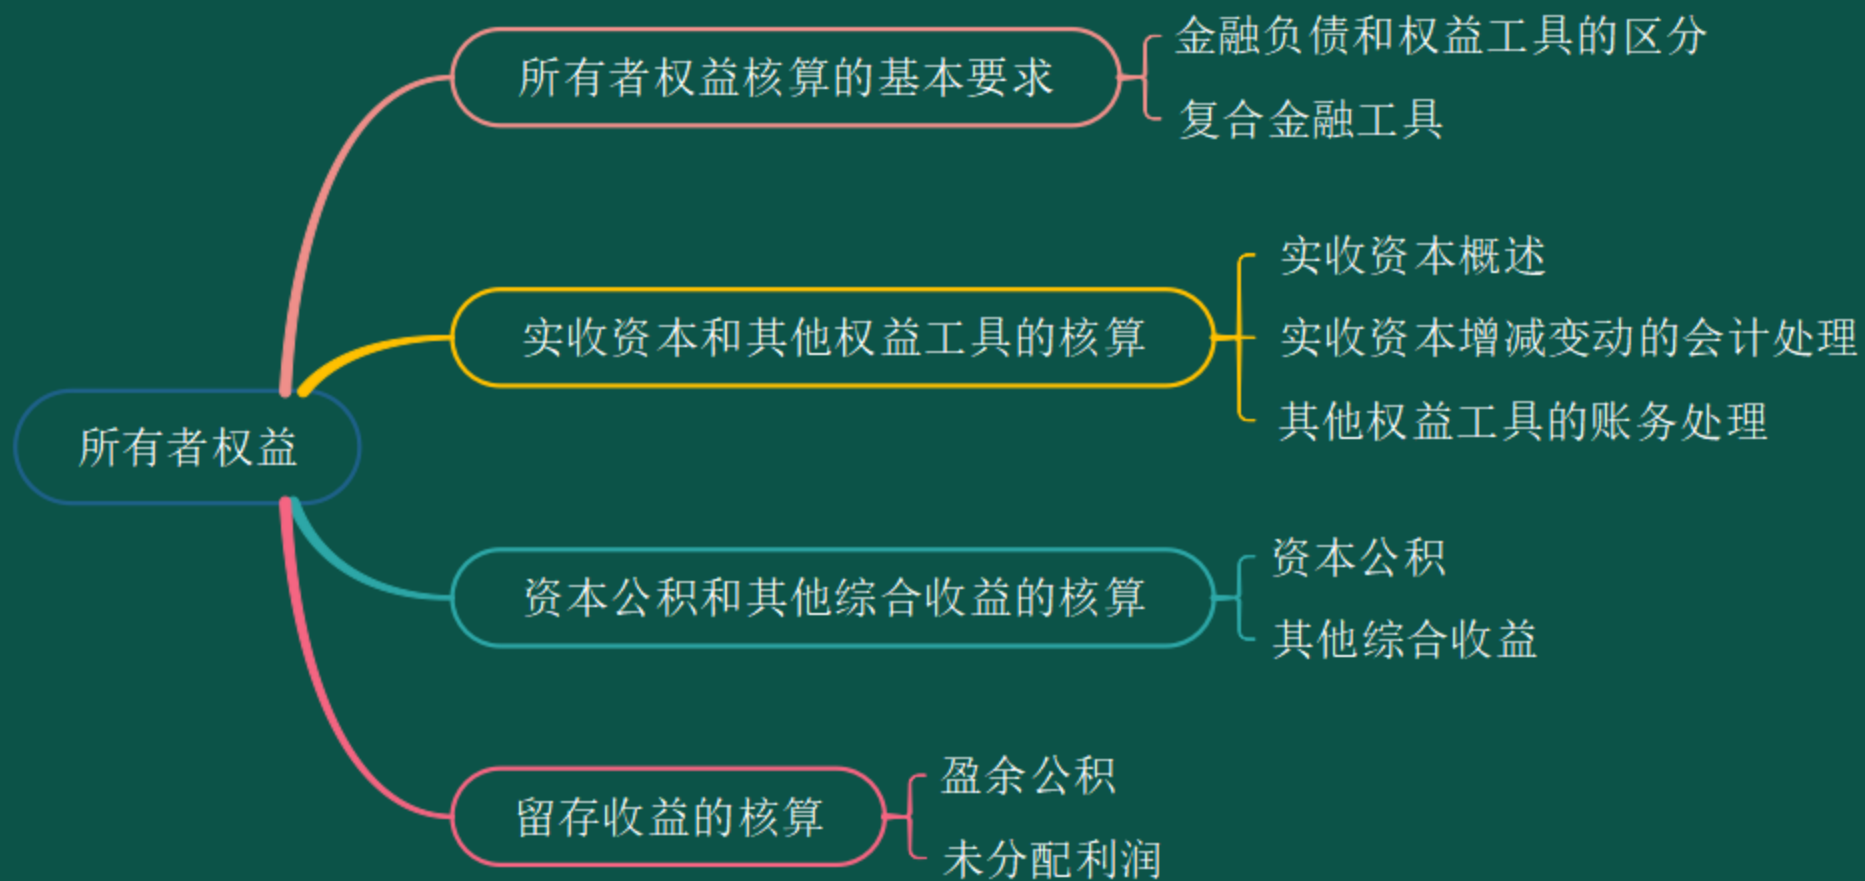 所有者权益
所有者权益核算的基本要求
金融负债和权益工具的区分
复合金融工具
实收资本和其他权益工具的核算
实收资本概述
实收资本增减变动的会计处理
其他权益工具的账务处理
资本公积和其他综合收益的核算
资本公积
其他综合收益
留存收益的核算
盈余公积
未分配利润